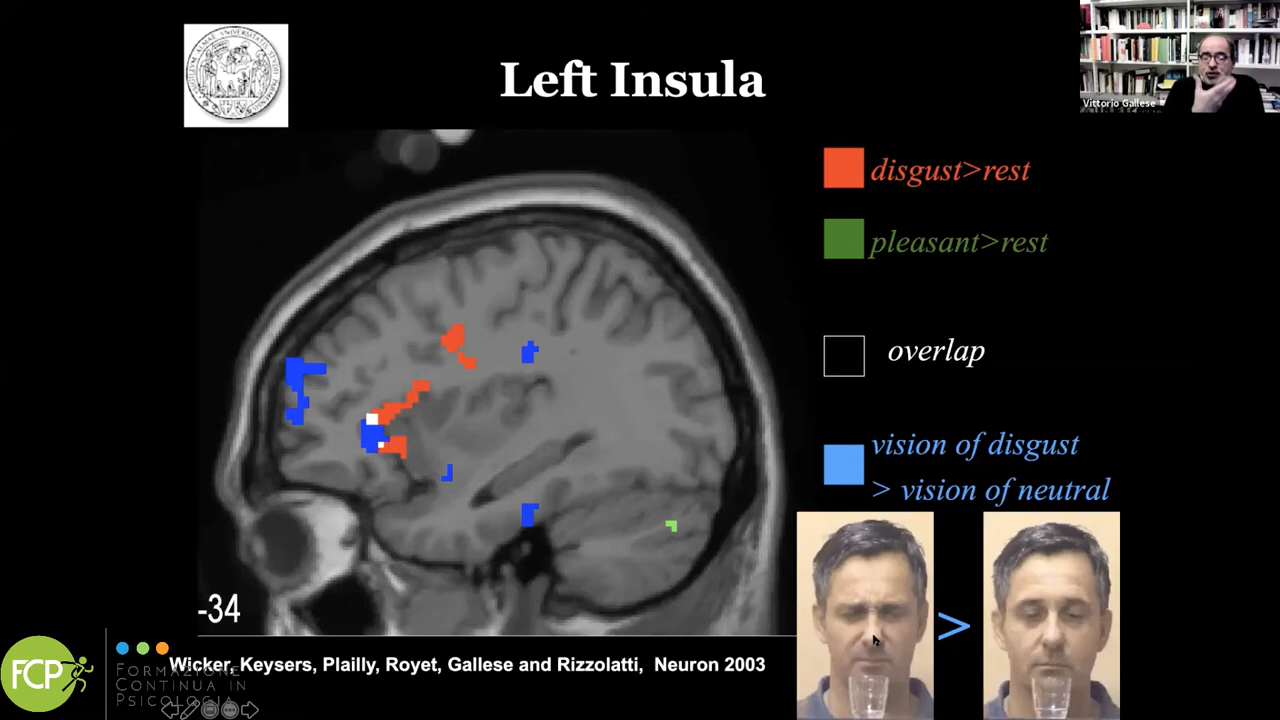 Left Insula
Vittorio Gallese
disgust>rest
pleasant>rest
overlap
vision of disgust
> vision of neutral
>
-34
Wicker, Keysers, Plailly, Royet, Gallese and Rizzolatti, Neuron 2003
FCP
FORMAZIONE
CONTINUA IN
PSICOLOGIA